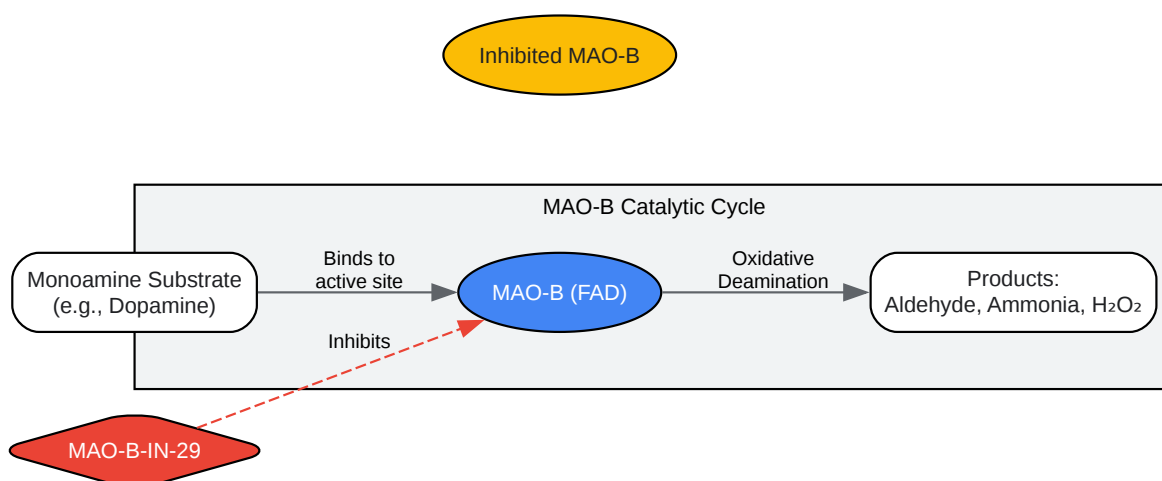 Inhibited MAO-B
MAO-B Catalytic Cycle
Monoamine Substrate
(e.g., Dopamine)
Binds to
active site
MAO-B (FAD)
Oxidative
Deamination
Products:
Aldehyde, Ammonia, H₂O₂
Inhibits
MAO-B-IN-29